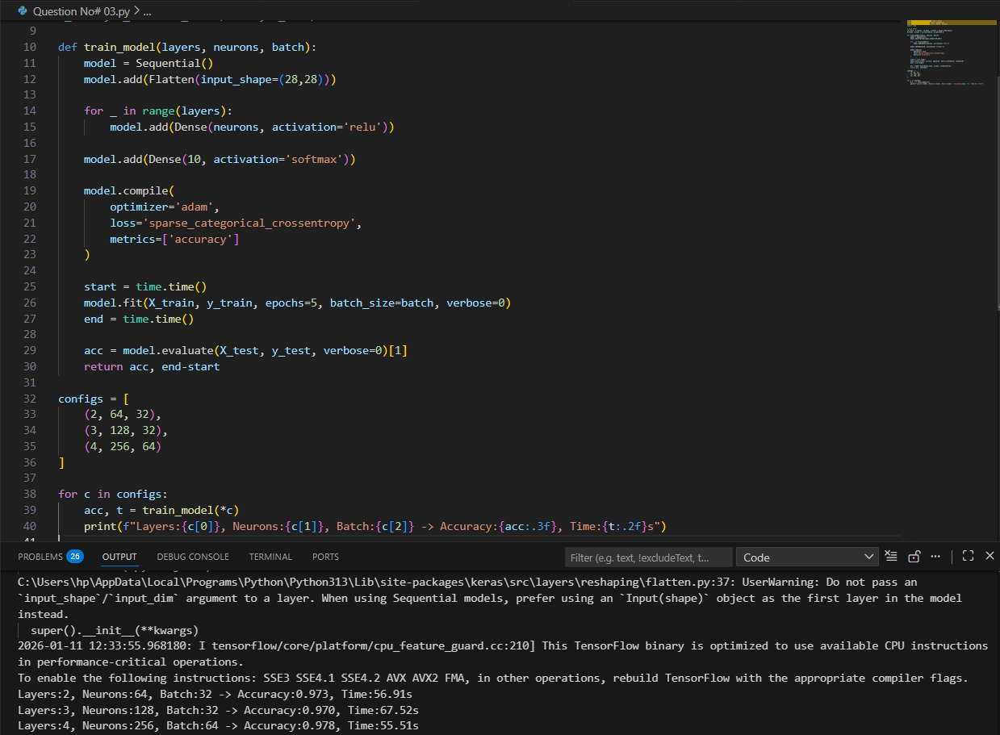 Question No# 03.py > ...
9
10 def train_model(layers, neurons, batch):
11     model = Sequential()
12     model.add(Flatten(input_shape=(28,28)))
13
14     for _ in range(layers):
15         model.add(Dense(neurons, activation='relu'))
16
17     model.add(Dense(10, activation='softmax'))
18
19     model.compile(
20         optimizer='adam',
21         loss='sparse_categorical_crossentropy',
22         metrics=['accuracy']
23     )
24
25     start = time.time()
26     model.fit(X_train, y_train, epochs=5, batch_size=batch, verbose=0)
27     end = time.time()
28
29     acc = model.evaluate(X_test, y_test, verbose=0)[1]
30     return acc, end-start
31
32 configs = [
33     (2, 64, 32),
34     (3, 128, 32),
35     (4, 256, 64)
36 ]
37
38 for c in configs:
39     acc, t = train_model(*c)
40     print(f"Layers:{c[0]}, Neurons:{c[1]}, Batch:{c[2]} -> Accuracy:{acc:.3f}, Time:{t:.2f}s")
41
PROBLEMS 26 OUTPUT DEBUG CONSOLE TERMINAL PORTS Filter (e.g. text, !excludeText, t... Code
C:\Users\hp\AppData\Local\Programs\Python\Python313\Lib\site-packages\keras\src\layers\reshaping\flatten.py:37: UserWarning: Do not pass an
`input_shape`/`input_dim` argument to a layer. When using Sequential models, prefer using an `Input(shape)` object as the first layer in the model
instead.
super().__init__(**kwargs)
2026-01-11 12:33:55.968180: I tensorflow/core/platform/cpu_feature_guard.cc:210] This TensorFlow binary is optimized to use available CPU instructions
in performance-critical operations.
To enable the following instructions: SSE3 SSE4.1 SSE4.2 AVX AVX2 FMA, in other operations, rebuild TensorFlow with the appropriate compiler flags.
Layers:2, Neurons:64, Batch:32 -> Accuracy:0.973, Time:56.91s
Layers:3, Neurons:128, Batch:32 -> Accuracy:0.970, Time:67.52s
Layers:4, Neurons:256, Batch:64 -> Accuracy:0.978, Time:55.51s